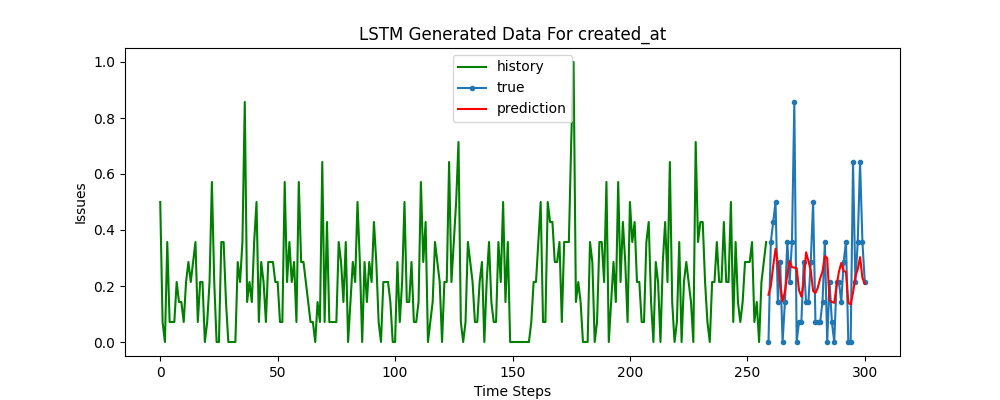 LSTM Generated Data For created_at
history
true
prediction
Issues
1.0
0.8
0.6
0.4
0.2
0.0
0
50
100
150
200
250
300
Time Steps